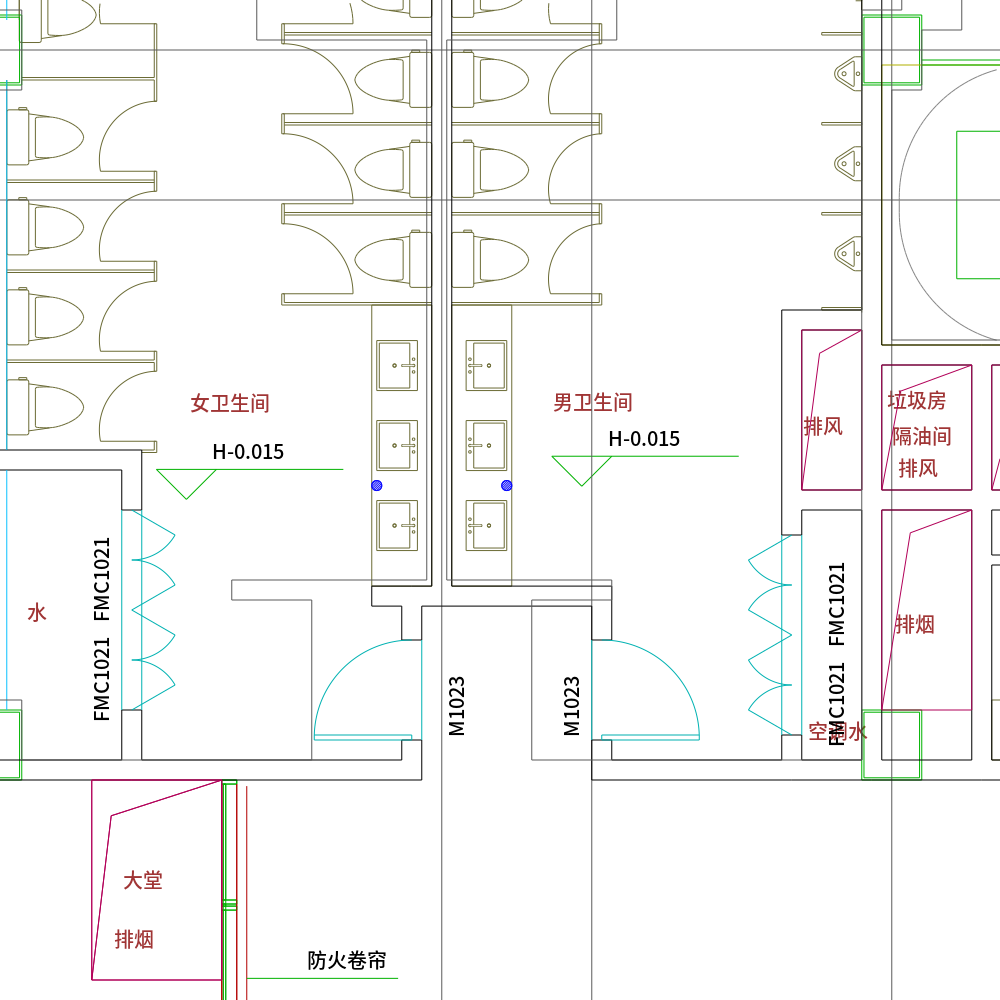 女卫生间
H-0.015
男卫生间
H-0.015
排风
垃圾房
隔油间
排风
水
FMC1021
FMC1021
M1023
M1023
FMC1021
FMC1021
排烟
空调水
大堂
排烟
防火卷帘